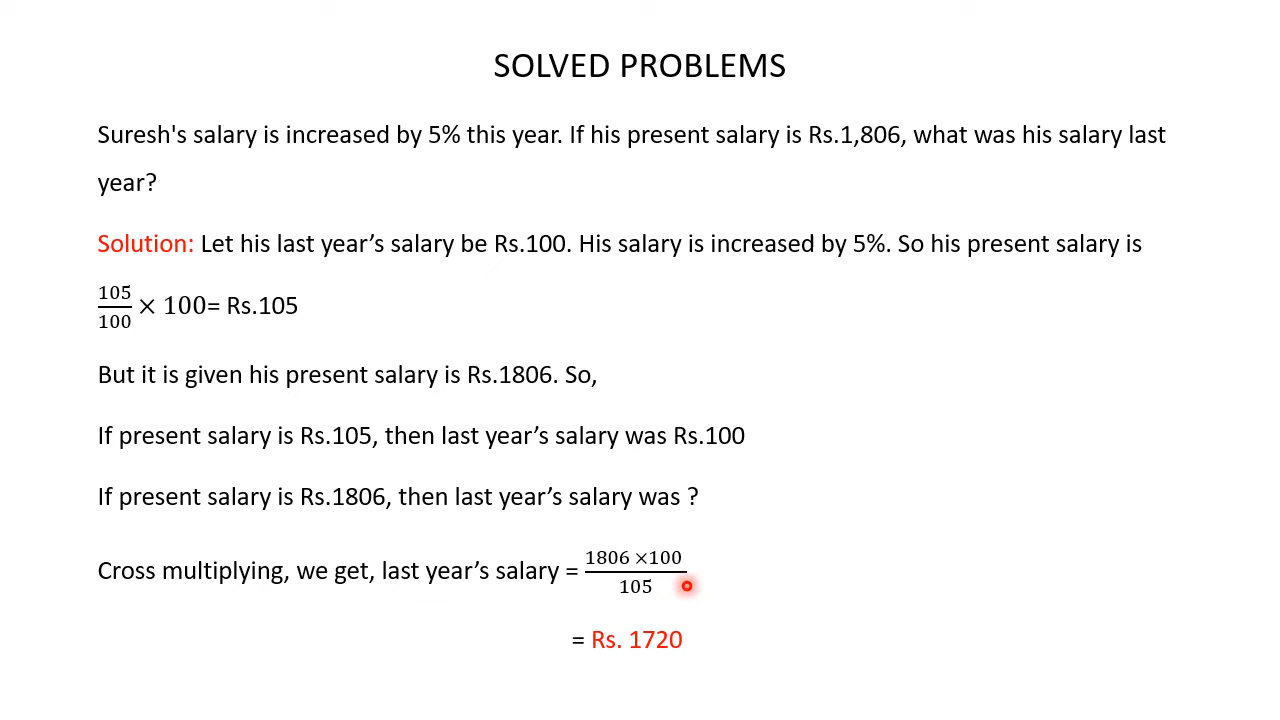 SOLVED PROBLEMS
Suresh's salary is increased by 5% this year. If his present salary is Rs.1,806, what was his salary last
year?
Solution: Let his last year’s salary be Rs.100. His salary is increased by 5%. So his present salary is
105/100 × 100= Rs.105
But it is given his present salary is Rs.1806. So,
If present salary is Rs.105, then last year’s salary was Rs.100
If present salary is Rs.1806, then last year’s salary was ?
Cross multiplying, we get, last year’s salary = 1806 ×100/105
= Rs. 1720